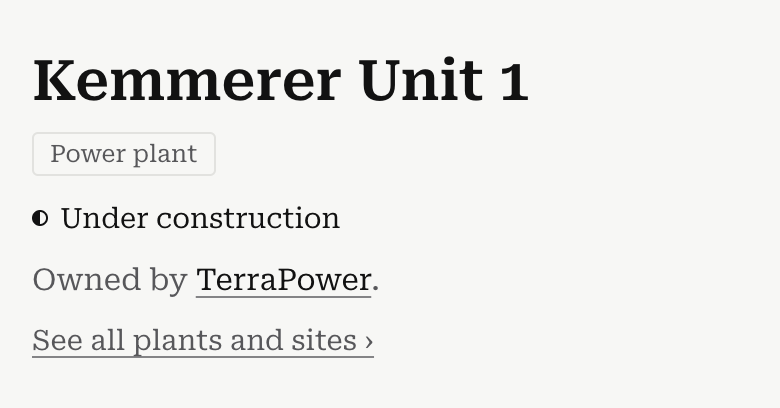 Kemmerer Unit 1
Power plant
Under construction
Owned by TerraPower.
See all plants and sites ›